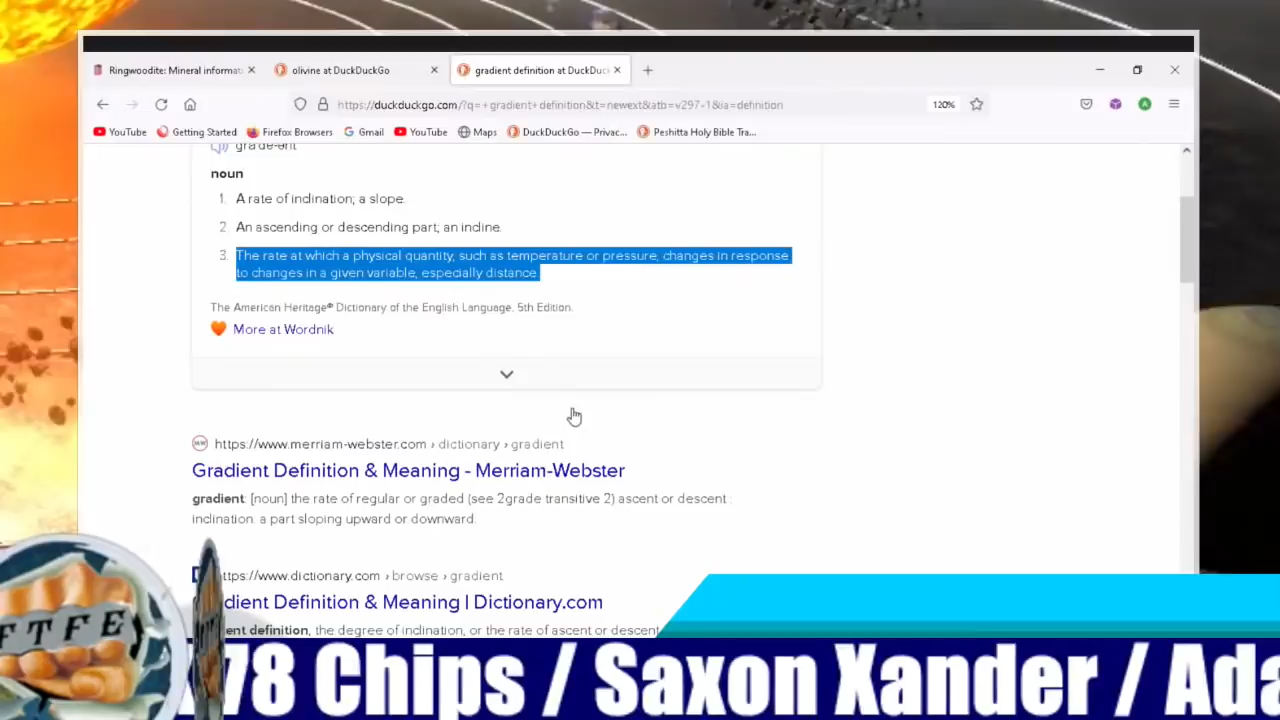 Ringwoodite: Mineral informat
olivine at DuckDuckGo
gradient definition at DuckDuc
https://duckduckgo.com/?q=+gradient+definition&t=newext&atb=v297-1&ia=definition
120%
YouTube
Getting Started
Firefox Browsers
Gmail
YouTube
Maps
DuckDuckGo — Privac...
Peshitta Holy Bible Tra...
noun
1. A rate of inclination; a slope.
2 An ascending or descending part; an incline.
3. The rate at which a physical quantity, such as temperature or pressure, changes in response
to changes in a given variable, especially distance.
The American Heritage® Dictionary of the English Language, 5th Edition.
More at Wordnik
https://www.merriam-webster.com › dictionary › gradient
Gradient Definition & Meaning - Merriam-Webster
gradient: [noun] the rate of regular or graded (see 2grade transitive 2) ascent or descent :
inclination. a part sloping upward or downward.
ttps://www.dictionary.com › browse › gradient
dient Definition & Meaning | Dictionary.com
ent definition, the degree of inclination, or the rate of ascent or descent
FTFE
78 Chips / Saxon Xander / Ada